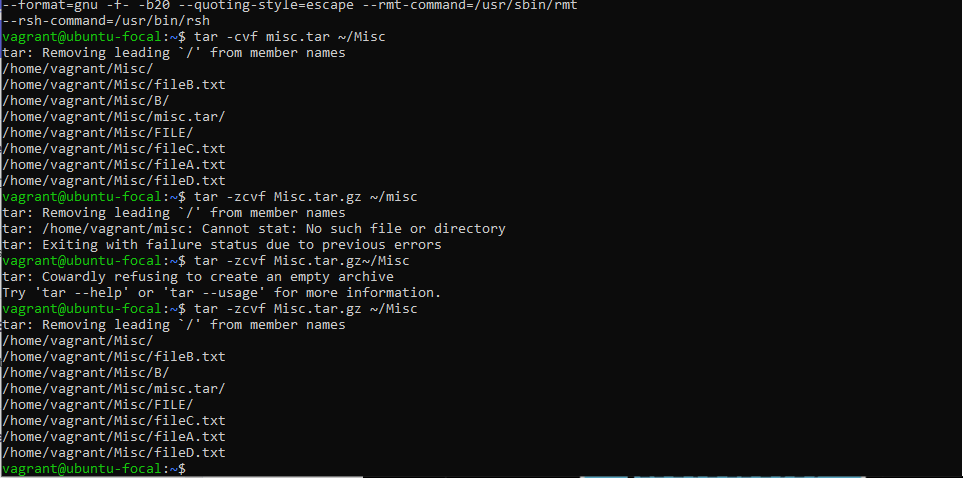 --format=gnu -f- -b20 --quoting-style=escape --rmt-command=/usr/sbin/rmt
--rsh-command=/usr/bin/rsh
vagrant@ubuntu-focal:~$ tar -cvf misc.tar ~/Misc
tar: Removing leading `/' from member names
/home/vagrant/Misc/
/home/vagrant/Misc/fileB.txt
/home/vagrant/Misc/B/
/home/vagrant/Misc/misc.tar/
/home/vagrant/Misc/FILE/
/home/vagrant/Misc/fileC.txt
/home/vagrant/Misc/fileA.txt
/home/vagrant/Misc/fileD.txt
vagrant@ubuntu-focal:~$ tar -zcvf Misc.tar.gz ~/misc
tar: Removing leading `/' from member names
tar: /home/vagrant/misc: Cannot stat: No such file or directory
tar: Exiting with failure status due to previous errors
vagrant@ubuntu-focal:~$ tar -zcvf Misc.tar.gz~/Misc
tar: Cowardly refusing to create an empty archive
Try 'tar --help' or 'tar --usage' for more information.
vagrant@ubuntu-focal:~$ tar -zcvf Misc.tar.gz ~/Misc
tar: Removing leading `/' from member names
/home/vagrant/Misc/
/home/vagrant/Misc/fileB.txt
/home/vagrant/Misc/B/
/home/vagrant/Misc/misc.tar/
/home/vagrant/Misc/FILE/
/home/vagrant/Misc/fileC.txt
/home/vagrant/Misc/fileA.txt
/home/vagrant/Misc/fileD.txt
vagrant@ubuntu-focal:~$